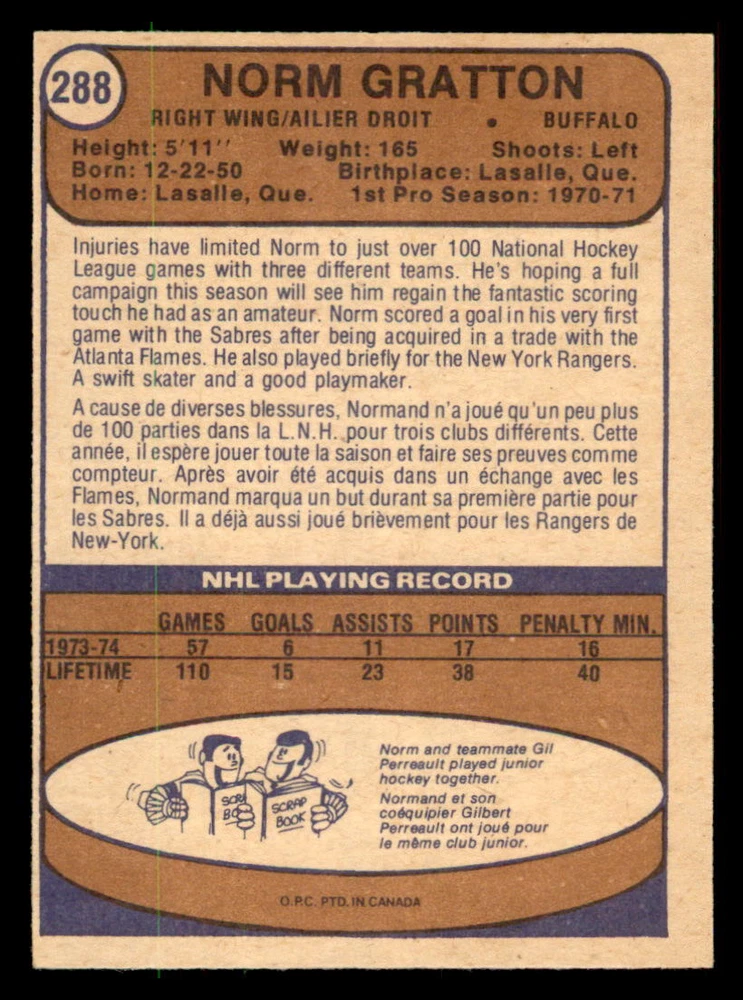 288
NORM GRATTON
RIGHT WING/AILIER DROIT • BUFFALO
Height: 5'11'' Weight: 165 Shoots: Left
Born: 12-22-50 Birthplace: Lasalle, Que.
Home: Lasalle, Que. 1st Pro Season: 1970-71
Injuries have limited Norm to just over 100 National Hockey
League games with three different teams. He's hoping a full
campaign this season will see him regain the fantastic scoring
touch he had as an amateur. Norm scored a goal in his very first
game with the Sabres after being acquired in a trade with the
Atlanta Flames. He also played briefly for the New York Rangers.
A swift skater and a good playmaker.
A cause de diverses blessures, Normand n'a joué qu'un peu plus
de 100 parties dans la L.N.H. pour trois clubs différents. Cette
année, il espère jouer toute la saison et faire ses preuves comme
compteur. Après avoir été acquis dans un échange avec les
Flames, Normand marqua un but durant sa première partie pour
les Sabres. Il a déjà aussi joué brièvement pour les Rangers de
New-York.
NHL PLAYING RECORD
GAMES GOALS ASSISTS POINTS PENALTY MIN.
1973-74 57 6 11 17 16
LIFETIME 110 15 23 38 40
Norm and teammate Gil
Perreault played junior
hockey together.
Normand et son
coéquipier Gilbert
Perreault ont joué pour
le même club junior.
SCRA
BO
SCRAP
BOOK
O.P.C. PTD. IN CANADA